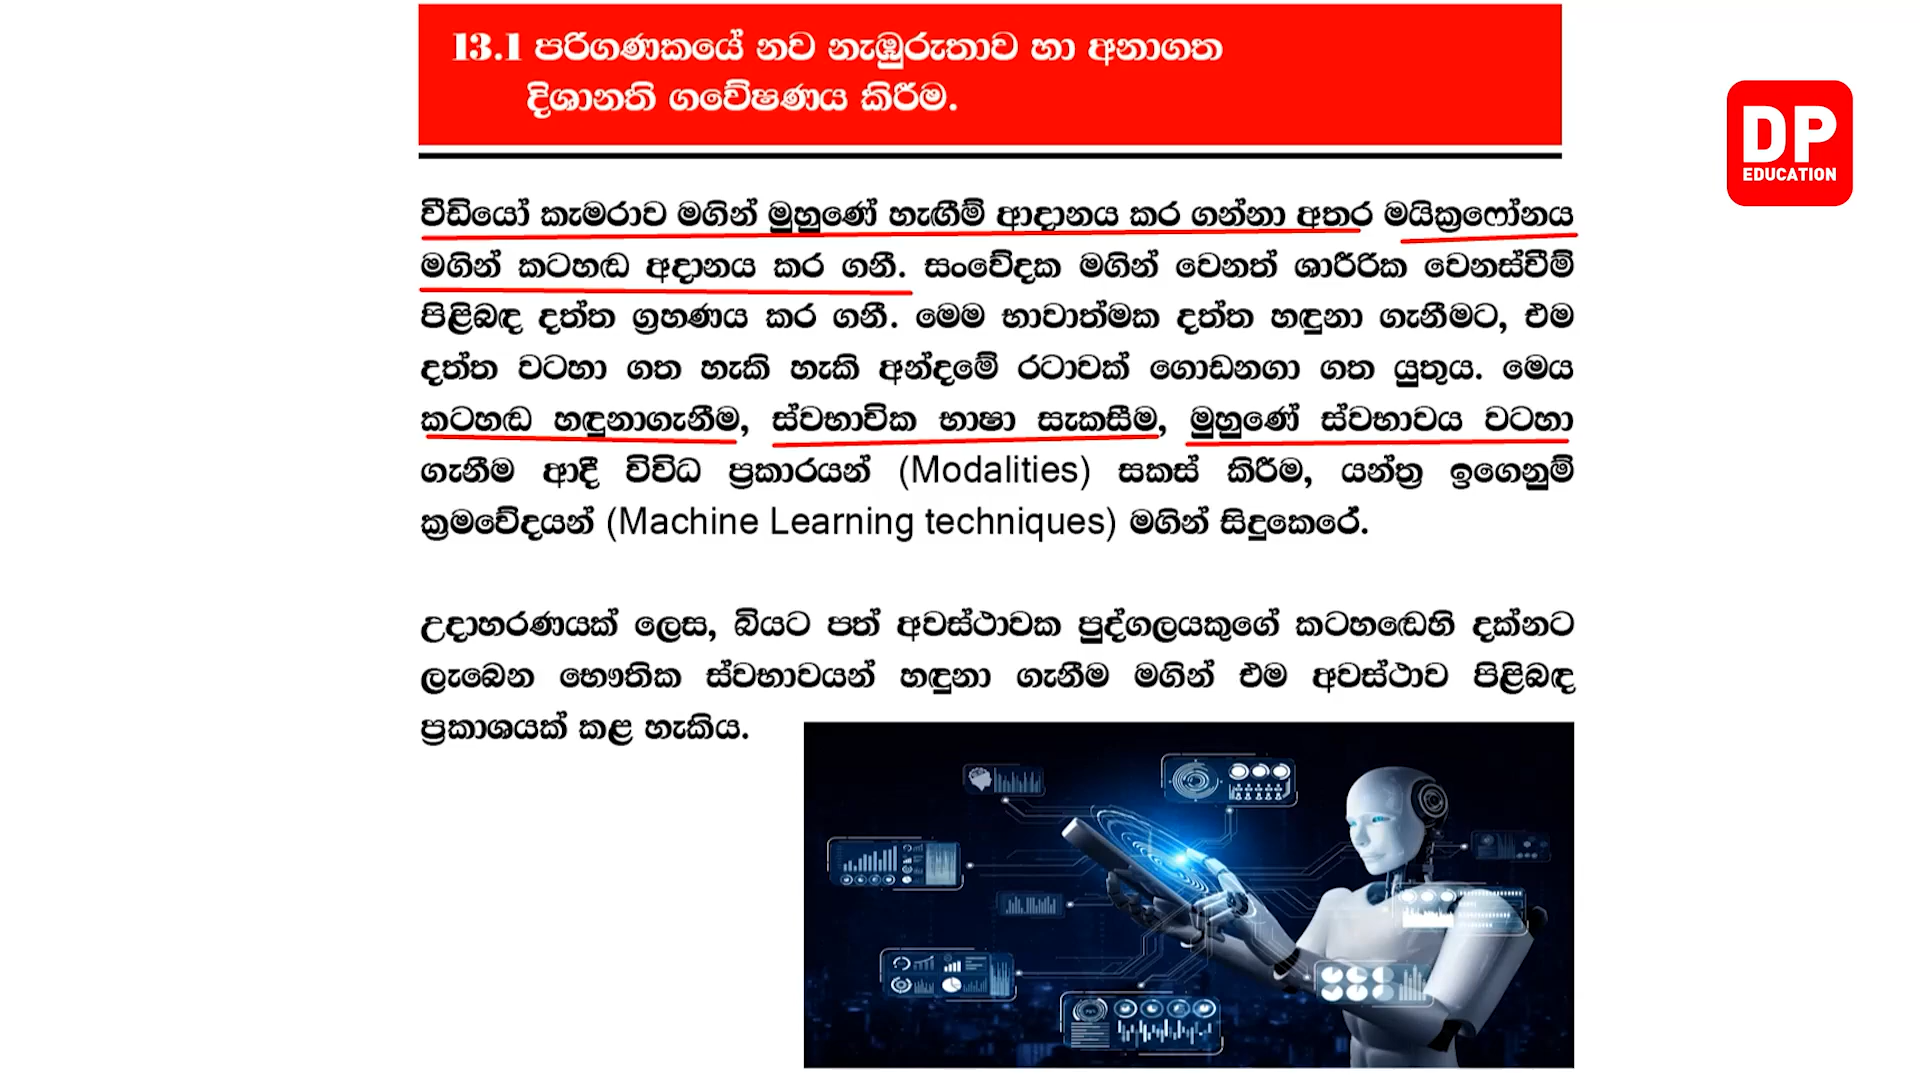 13.1 පරිගණකයේ නව නැඹුරුතාව හා අනාගත
දිශානති ගවේෂණය කිරීම.
DP
EDUCATION
වීඩියෝ කැමරාව මගින් මුහුණේ හැඟීම් ආදානය කර ගන්නා අතර මයික්‍රෆෝනය
මගින් කටහඬ අදානය කර ගනී. සංවේදක මගින් වෙනත් ශාරීරික වෙනස්වීම්
පිළිබඳ දත්ත ග්‍රහණය කර ගනී. මෙම භාවාත්මක දත්ත හඳුනා ගැනීමට, එම
දත්ත වටහා ගත හැකි හැකි අන්දමේ රටාවක් ගොඩනගා ගත යුතුය. මෙය
කටහඬ හඳුනාගැනීම, ස්වභාවික භාෂා සැකසීම, මුහුණේ ස්වභාවය වටහා
ගැනීම ආදී විවිධ ප්‍රකාරයන් (Modalities) සකස් කිරීම, යන්ත්‍ර ඉගෙනුම්
ක්‍රමවේදයන් (Machine Learning techniques) මගින් සිදුකෙරේ.
උදාහරණයක් ලෙස, බියට පත් අවස්ථාවක පුද්ගලයකුගේ කටහඬෙහි දක්නට
ලැබෙන භෞතික ස්වභාවයන් හඳුනා ගැනීම මගින් එම අවස්ථාව පිළිබඳ
ප්‍රකාශයක් කළ හැකිය.